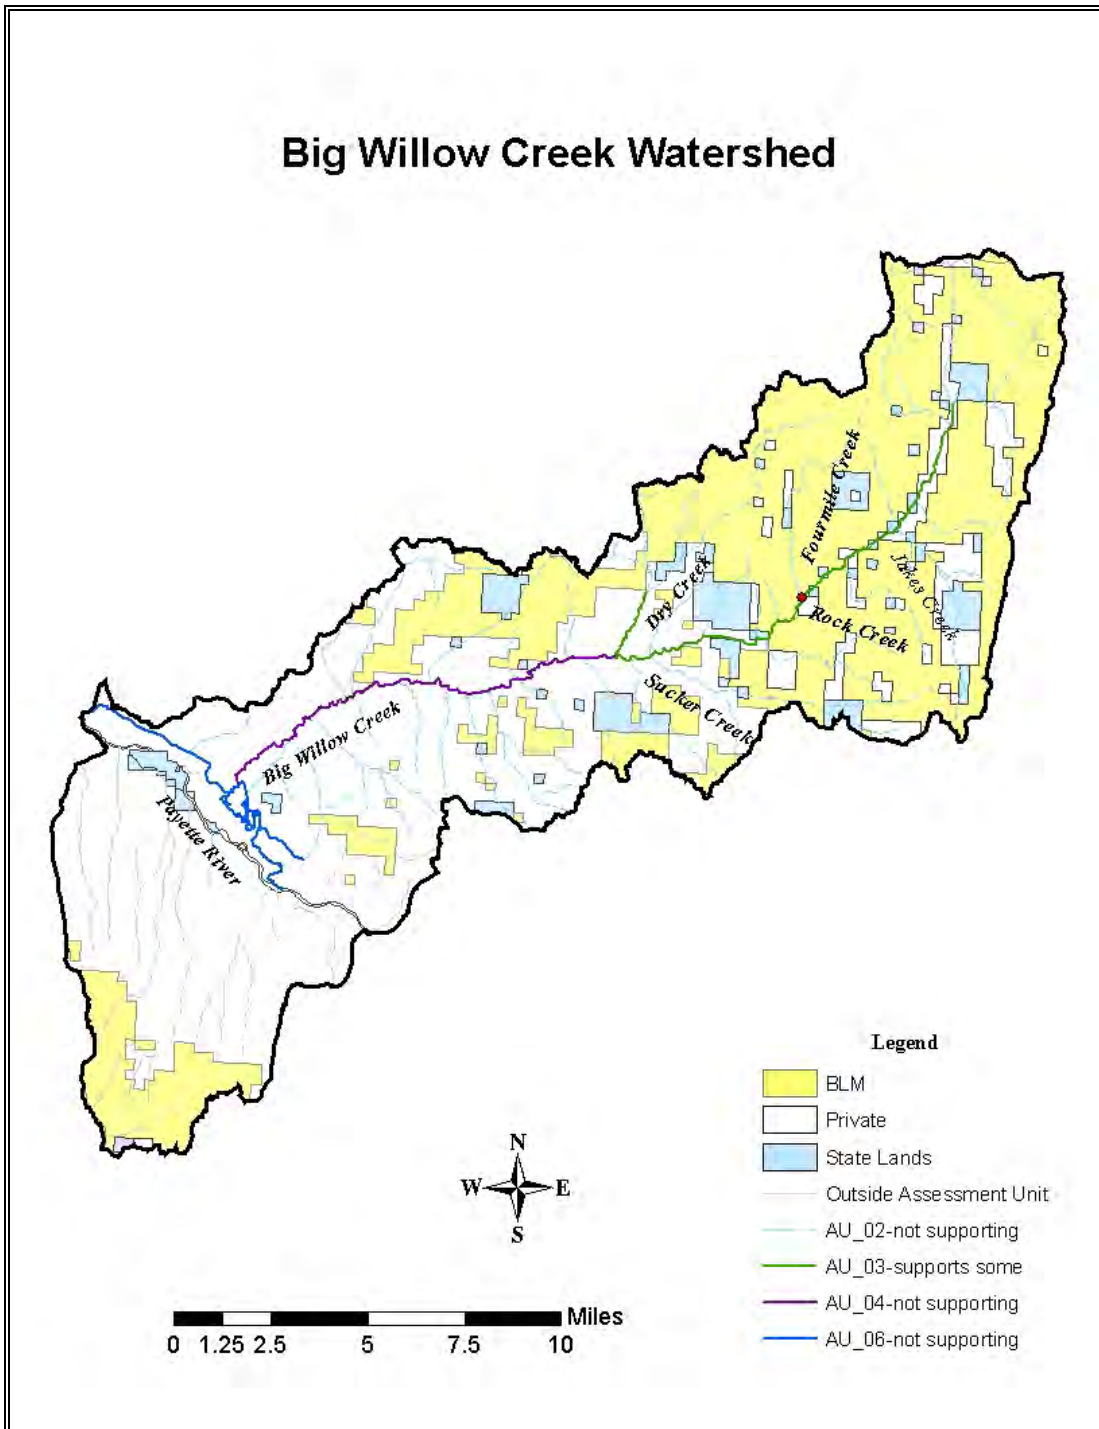 Big Willow Creek Watershed
Fourmile Creek
Jakes Creek
Dry Creek
Rock Creek
Sucker Creek
Big Willow Creek
Payette River
Legend
BLM
Private
State Lands
Outside Assessment Unit
AU_02-not supporting
AU_03-supports some
AU_04-not supporting
AU_06-not supporting
N
W E
S
Miles
0 1.25 2.5 5 7.5 10